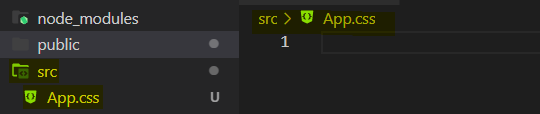 node_modules
public
src
App.css U
src > App.css
1